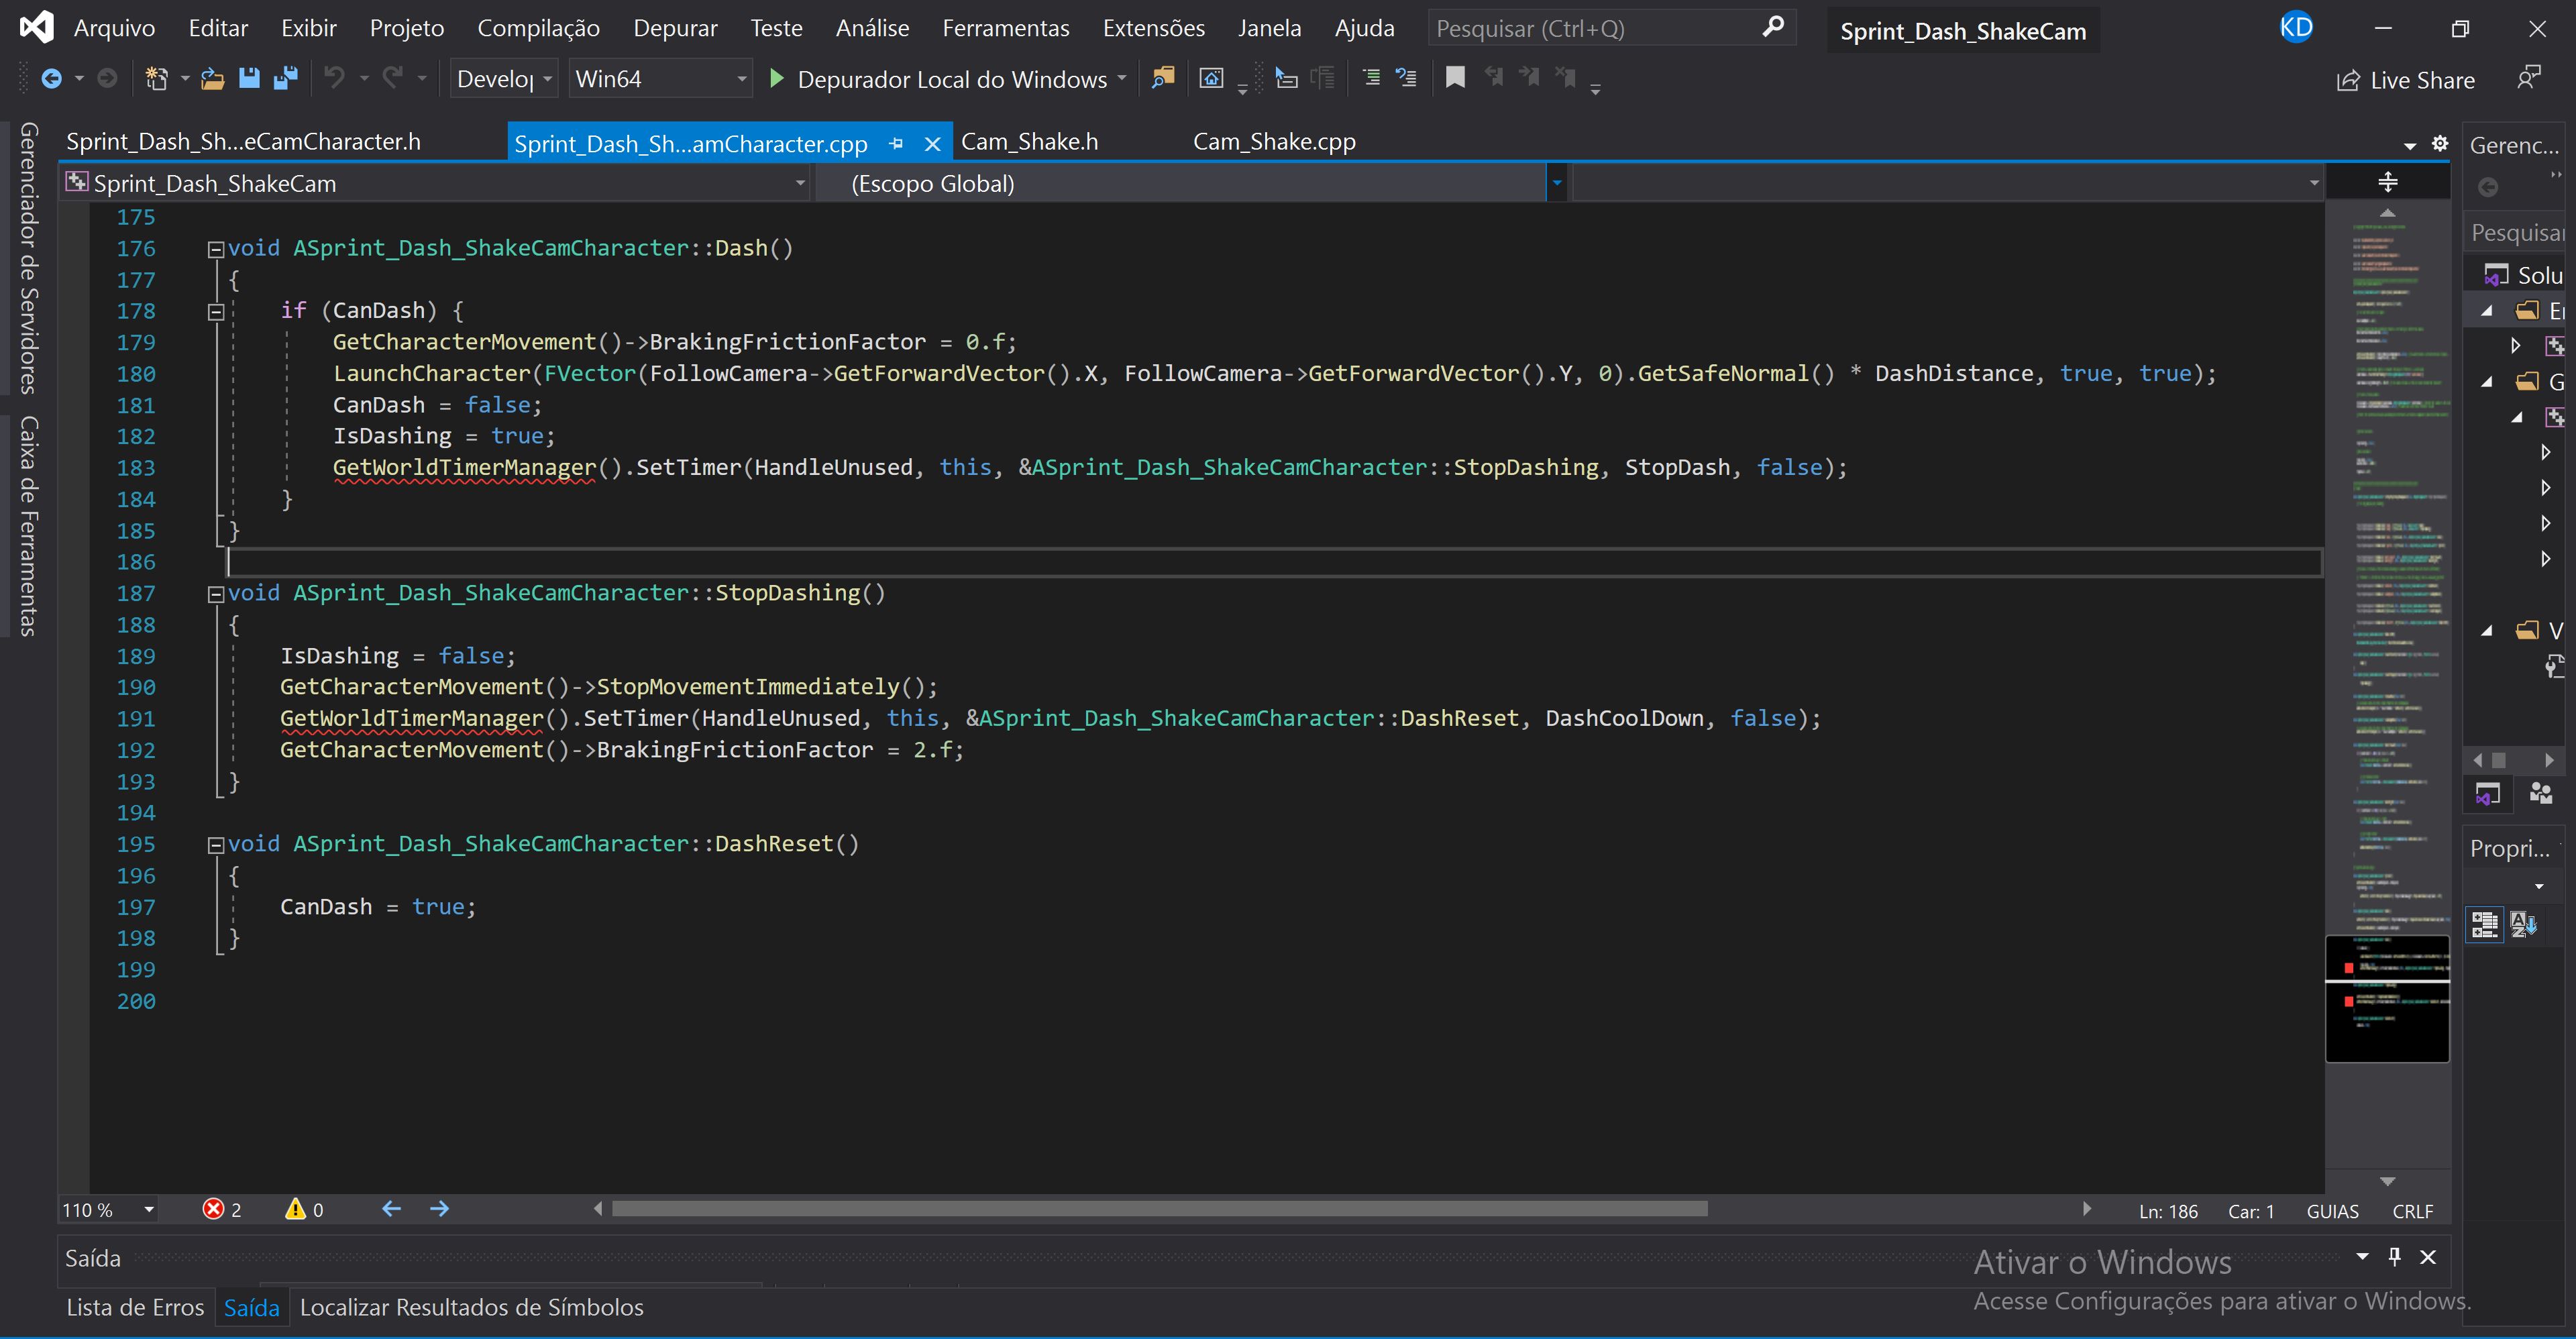 Arquivo Editar Exibir Projeto Compilação Depurar Teste Análise Ferramentas Extensões Janela Ajuda Pesquisar (Ctrl+Q) Sprint_Dash_ShakeCam KD
Develop Win64 Depurador Local do Windows Live Share
Gerenciador de Servidores
Caixa de Ferramentas
Sprint_Dash_Sh...eCamCharacter.h Sprint_Dash_Sh...amCharacter.cpp Cam_Shake.h Cam_Shake.cpp
Sprint_Dash_ShakeCam (Escopo Global)
175
176 void ASprint_Dash_ShakeCamCharacter::Dash()
177 {
178 if (CanDash) {
179 GetCharacterMovement()->BrakingFrictionFactor = 0.f;
180 LaunchCharacter(FVector(FollowCamera->GetForwardVector().X, FollowCamera->GetForwardVector().Y, 0).GetSafeNormal() * DashDistance, true, true);
181 CanDash = false;
182 IsDashing = true;
183 GetWorldTimerManager().SetTimer(HandleUnused, this, &ASprint_Dash_ShakeCamCharacter::StopDashing, StopDash, false);
184 }
185 }
186
187 void ASprint_Dash_ShakeCamCharacter::StopDashing()
188 {
189 IsDashing = false;
190 GetCharacterMovement()->StopMovementImmediately();
191 GetWorldTimerManager().SetTimer(HandleUnused, this, &ASprint_Dash_ShakeCamCharacter::DashReset, DashCoolDown, false);
192 GetCharacterMovement()->BrakingFrictionFactor = 2.f;
193 }
194
195 void ASprint_Dash_ShakeCamCharacter::DashReset()
196 {
197 CanDash = true;
198 }
199
200
110 % 2 0 Ln: 186 Car: 1 GUIAS CRLF
Saída
Lista de Erros Saída Localizar Resultados de Símbolos
Gerenc...
Pesquisar
Solu
G
V
Propri...
Ativar o Windows
Acesse Configurações para ativar o Windows.